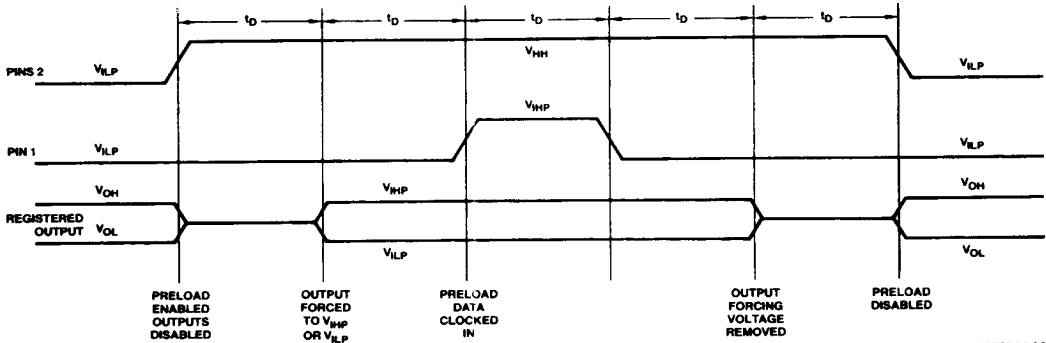 tD tD tD tD tD
PINS 2 VILP VHH VILP
VIHP
PIN 1 VILP VILP
VOH VIHP VOH
REGISTERED
OUTPUT VOL VILP VOL
PRELOAD
ENABLED
OUTPUTS
DISABLED
OUTPUT
FORCED
TO VIHP
OR VILP
PRELOAD
DATA
CLOCKED
IN
OUTPUT
FORCING
VOLTAGE
REMOVED
PRELOAD
DISABLED